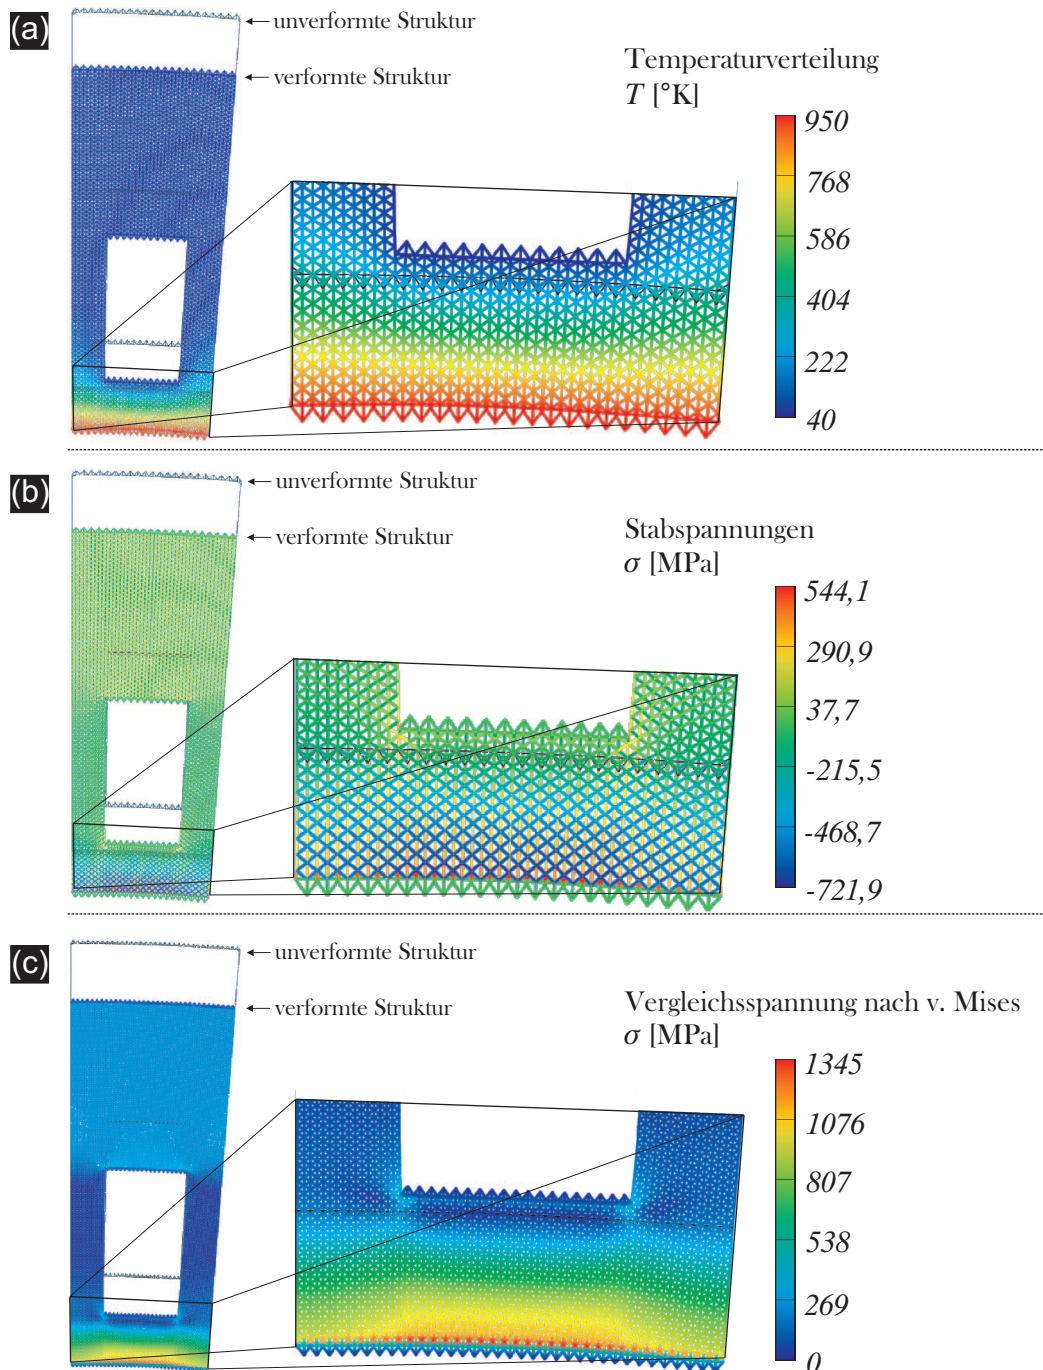 (a)
unverformte Struktur
verformte Struktur
Temperaturverteilung
T [°K]
950
768
586
404
222
40
(b)
unverformte Struktur
verformte Struktur
Stabspannungen
σ [MPa]
544,1
290,9
37,7
-215,5
-468,7
-721,9
(c)
unverformte Struktur
verformte Struktur
Vergleichsspannung nach v. Mises
σ [MPa]
1345
1076
807
538
269
0